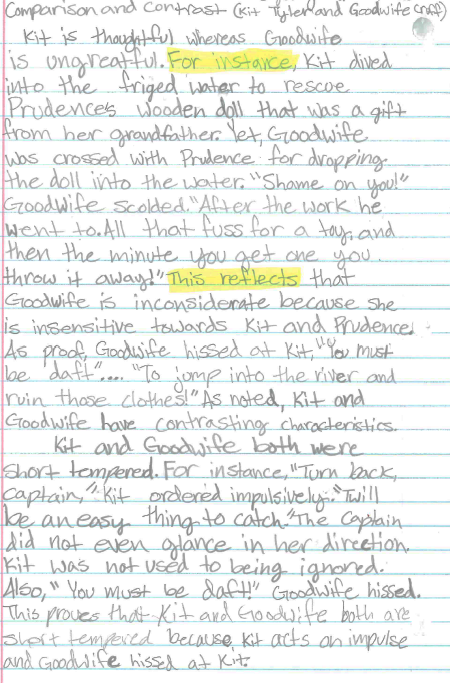 Comparison and Contrast (Kit Tyler and Goodwife Cruff)
Kit is thoughtful whereas Goodwife
is ungreatful. For instance, Kit dived
into the friged water to rescue
Prudence's wooden doll that was a gift
from her grandfather. Yet, Goodwife
was crossed with Prudence for dropping
the doll into the water. "Shame on you!"
Goodwife scolded. "After the work he
went to. All that fuss for a toy, and
then the minute you get one you
throw it away!" This reflects that
Goodwife is inconsiderate because she
is insensitive towards Kit and Prudence.
As proof, Goodwife hissed at Kit, "You must
be daft".... "To jump into the river and
ruin those clothes!" As noted, Kit and
Goodwife have contrasting characteristics.
Kit and Goodwife both were
short tempered. For instance, "Turn back,
Captain," Kit ordered impulsively. "Twill
be an easy thing to catch." The Captain
did not even glance in her direction.
Kit was not used to being ignored.
Also, "You must be daft!" Goodwife hissed.
This proves that Kit and Goodwife both are
short tempered because, Kit acts on impulse
and Goodwife hissed at Kit.